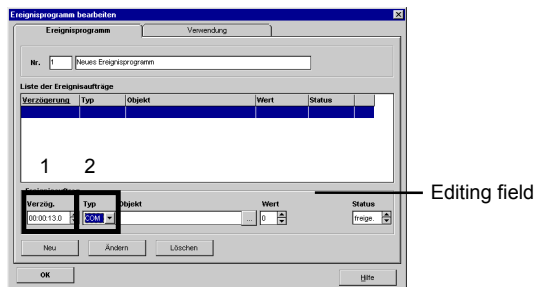 Ereignisprogramm bearbeiten
Ereignisprogramm Verwendung
Nr. 1 Neues Ereignisprogramm
Liste der Ereignisaufträge
Verzögerung Typ Objekt Wert Status
1 2
Editing field
Verzög. Typ Objekt Wert Status
00:00:13.0 COM ... 0 freige.
Neu Ändern Löschen
OK Hilfe